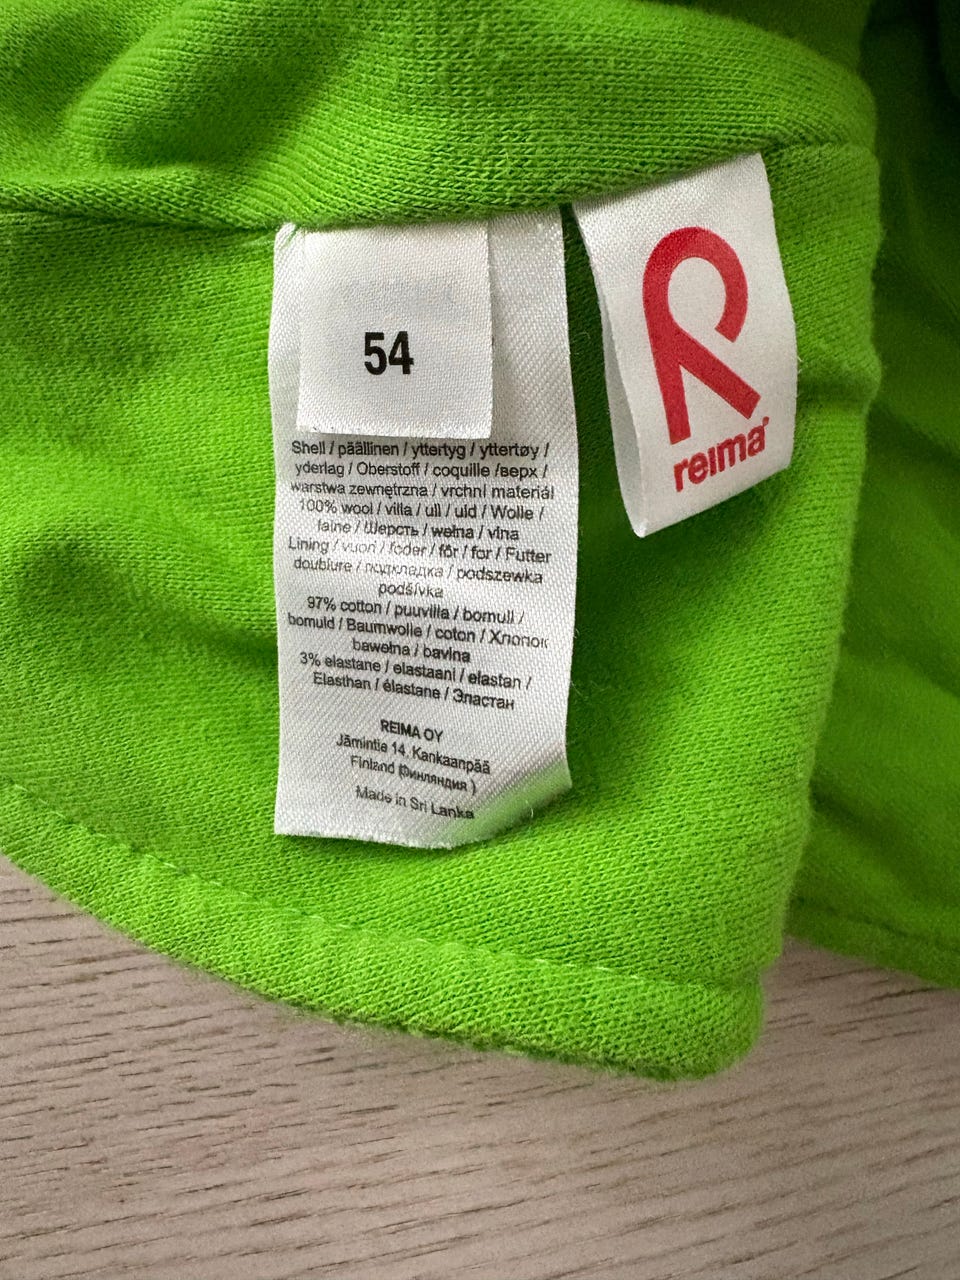 54
Shell / päällinen / yttertyg / yttertøy /
yderlag / Oberstoff / coquille /верх /
warstwa zewnętrzna / vrchní materiál
100% wool / villa / ull / uld / Wolle /
laine / Шерсть / wełna / vlna
Lining / vuori / foder / fôr / for / Futter
doublure / подкладка / podszewka
podšívka
97% cotton / puuvilla / bomull /
bomuld / Baumwolle / coton / Хлопок
bawełna / bavlna
3% elastane / elastaani / elastan /
Elasthan / élastane / Эластан
REIMA OY
Jämintie 14, Kankaanpää
Finland (Финляндия )
Made in Sri Lanka
reima®